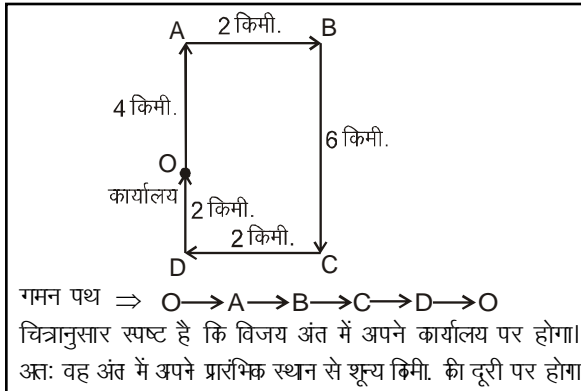 A 2 किमी. B
4 किमी.
6 किमी.
O
कार्यालय
2 किमी.
2 किमी.
D C
गमन पथ ⇒ O→A→B→C→D→O
चित्रानुसार स्पष्ट है कि विजय अंत में अपने कार्यालय पर होगा।
अतः वह अंत में अपने प्रारंभिक स्थान से शून्य किमी. की दूरी पर होगा